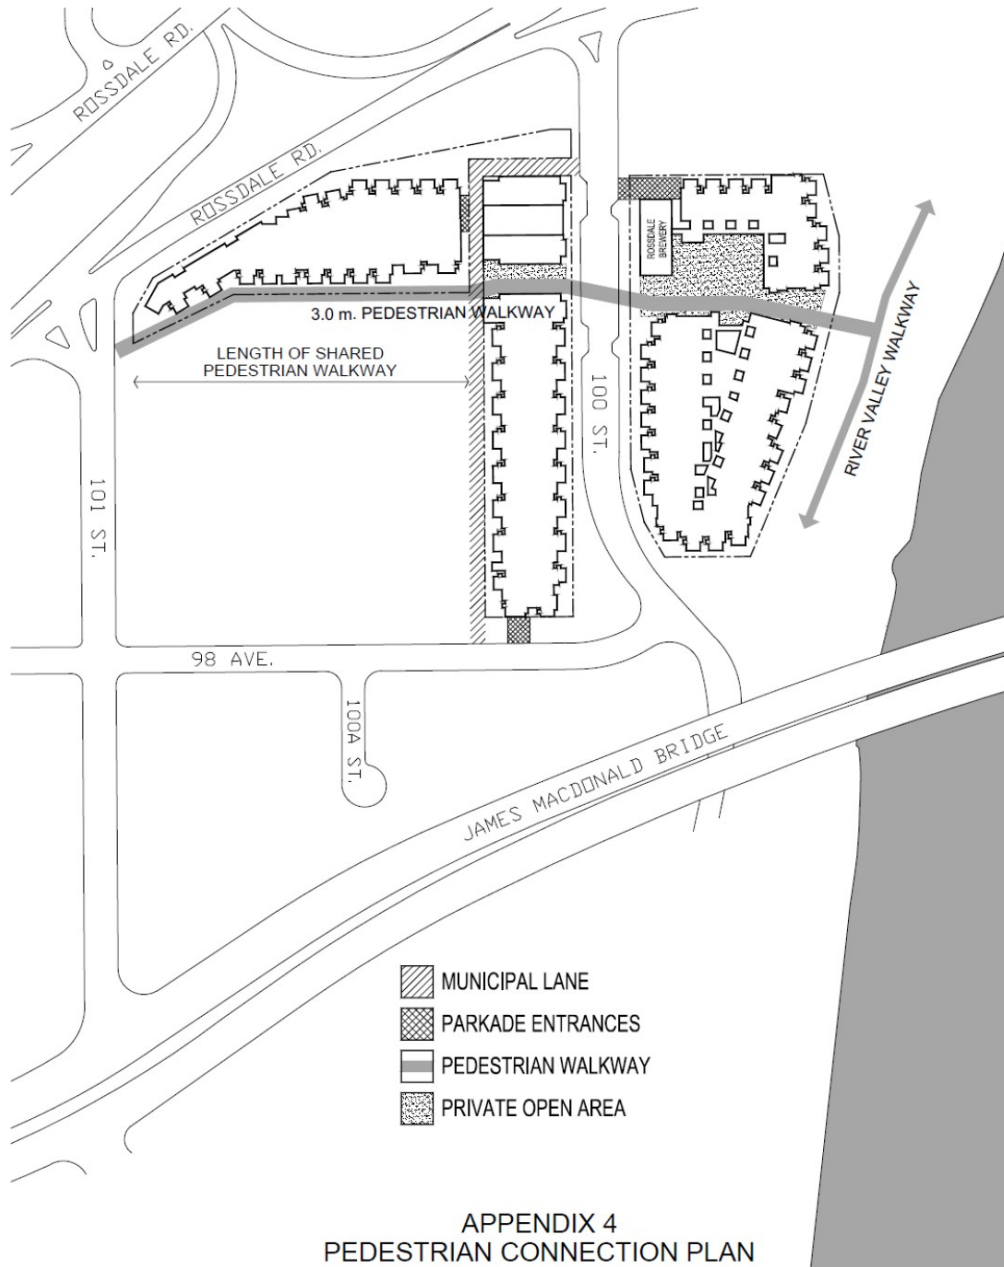 ROSSDALE RD.
ROSSDALE RD.
ROSSDALE
BREWERY
3.0 m. PEDESTRIAN WALKWAY
LENGTH OF SHARED
PEDESTRIAN WALKWAY
RIVER VALLEY WALKWAY
100 ST.
101 ST.
98 AVE.
100A ST.
JAMES MACDONALD BRIDGE
MUNICIPAL LANE
PARKADE ENTRANCES
PEDESTRIAN WALKWAY
PRIVATE OPEN AREA
APPENDIX 4
PEDESTRIAN CONNECTION PLAN